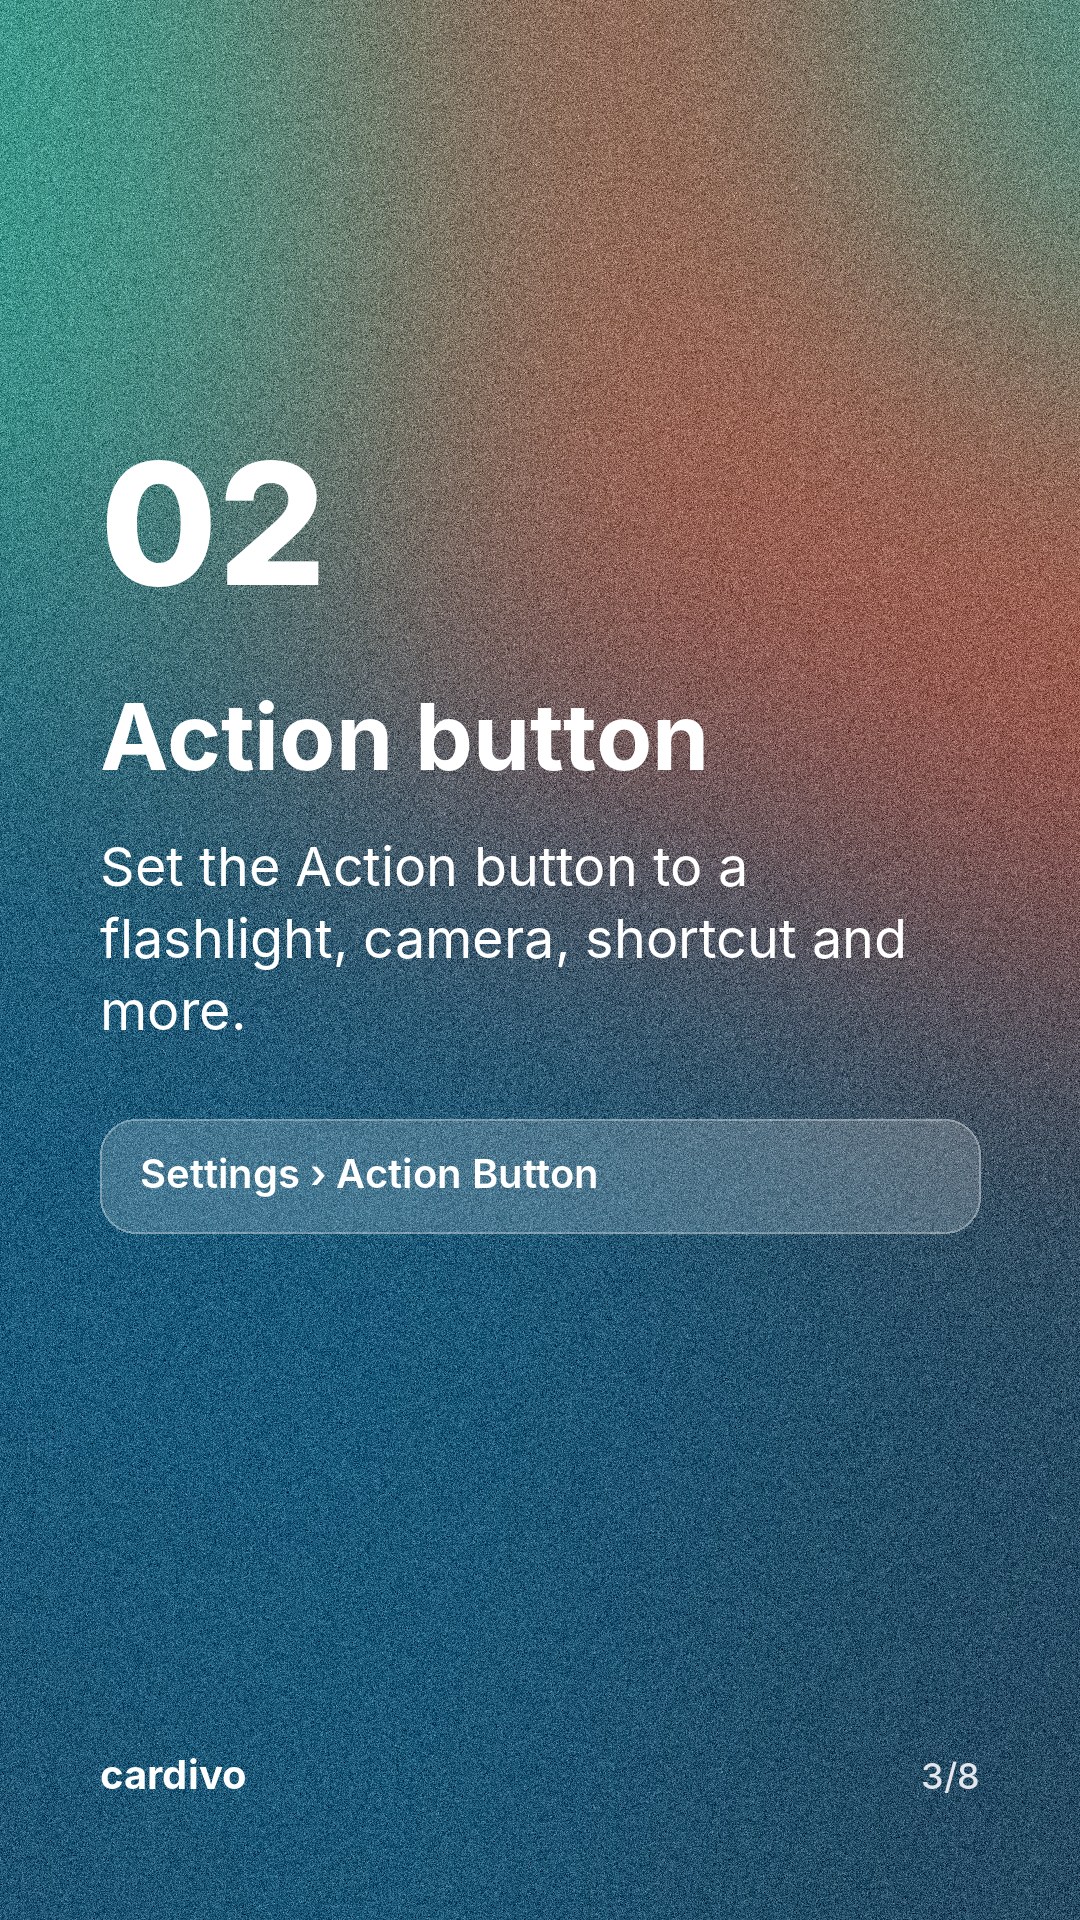 02
Action button
Set the Action button to a
flashlight, camera, shortcut and
more.
Settings › Action Button
cardivo
3/8